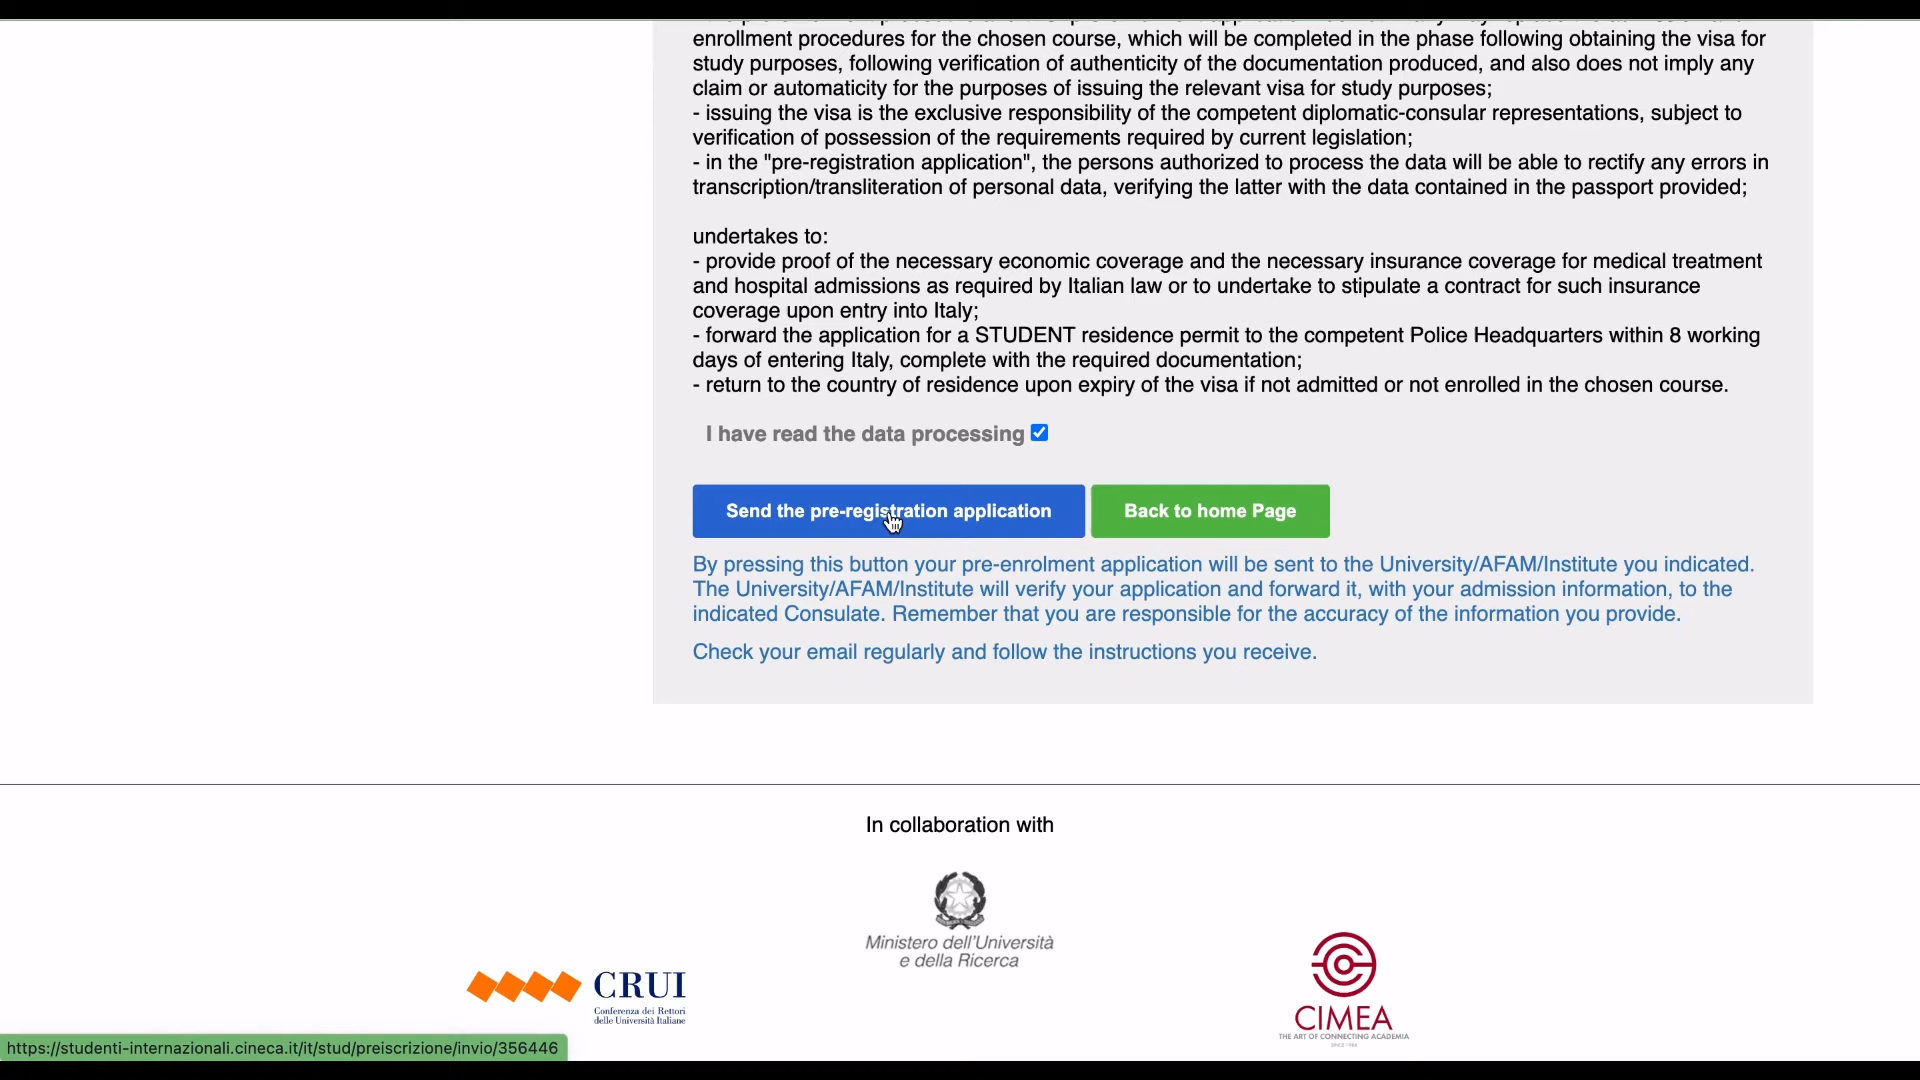 enrollment procedures for the chosen course, which will be completed in the phase following obtaining the visa for
study purposes, following verification of authenticity of the documentation produced, and also does not imply any
claim or automaticity for the purposes of issuing the relevant visa for study purposes;
- issuing the visa is the exclusive responsibility of the competent diplomatic-consular representations, subject to
verification of possession of the requirements required by current legislation;
- in the "pre-registration application", the persons authorized to process the data will be able to rectify any errors in
transcription/transliteration of personal data, verifying the latter with the data contained in the passport provided;
undertakes to:
- provide proof of the necessary economic coverage and the necessary insurance coverage for medical treatment
and hospital admissions as required by Italian law or to undertake to stipulate a contract for such insurance
coverage upon entry into Italy;
- forward the application for a STUDENT residence permit to the competent Police Headquarters within 8 working
days of entering Italy, complete with the required documentation;
- return to the country of residence upon expiry of the visa if not admitted or not enrolled in the chosen course.
I have read the data processing
Send the pre-registration application
Back to home Page
By pressing this button your pre-enrolment application will be sent to the University/AFAM/Institute you indicated.
The University/AFAM/Institute will verify your application and forward it, with your admission information, to the
indicated Consulate. Remember that you are responsible for the accuracy of the information you provide.
Check your email regularly and follow the instructions you receive.
In collaboration with
Ministero dell'Università
e della Ricerca
CRUI
Conferenza dei Rettori
delle Università Italiane
CIMEA
THE ART OF CONNECTING ACADEMIA
https://studenti-internazionali.cineca.it/it/stud/preiscrizione/invio/356446